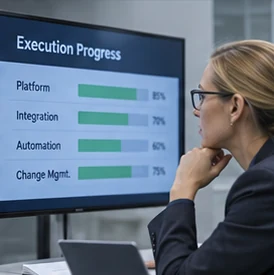 Execution Progress
Platform 85%
Integration 70%
Automation 60%
Change Mgmt. 75%